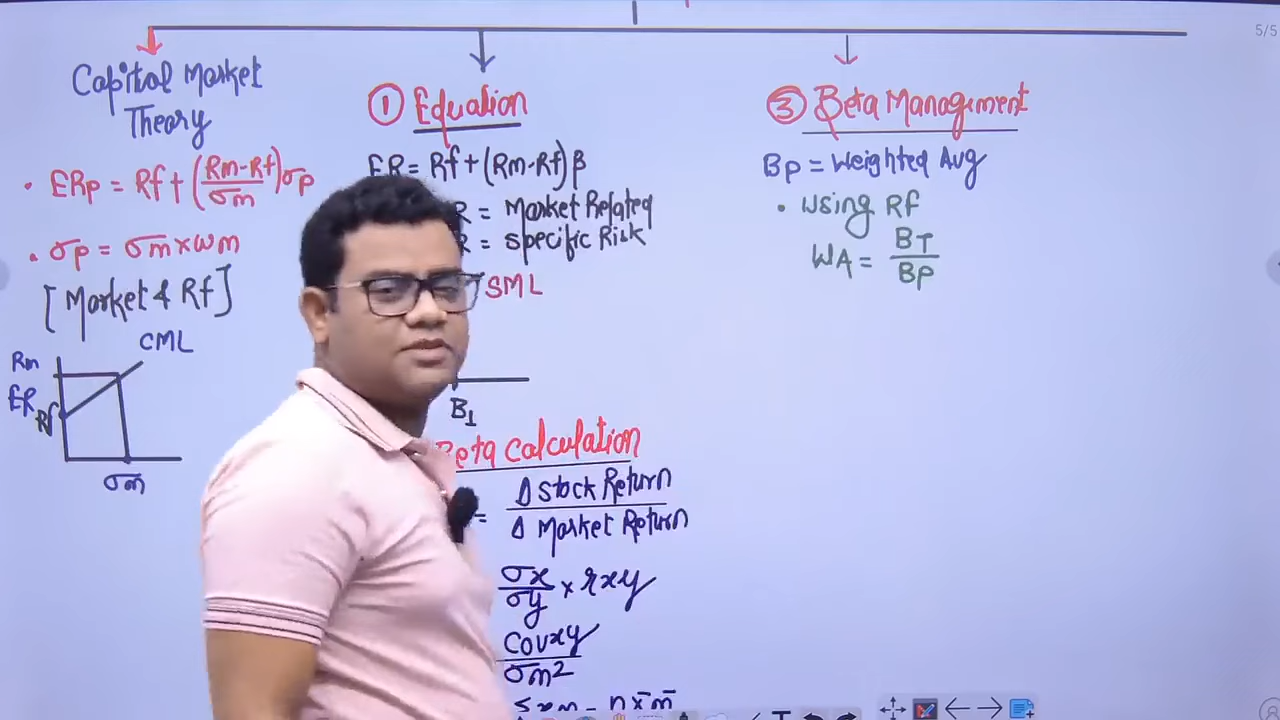 5/5
Capital Market
Theory
• ERp = Rf + (Rm-Rf/σm)σp
• σp = σm × wm
[Market & Rf]
CML
Rm
ER
Rf
σm
① Equation
ER = Rf + (Rm-Rf) β
R = Market Related
R = Specific Risk
SML
B1
Beta Calculation
= Δ Stock Return
Δ Market Return
σx/σy × rxy
Covxy
σm²
③ Beta Management
Bp = Weighted Avg
• Using Rf
WA = BT/BP